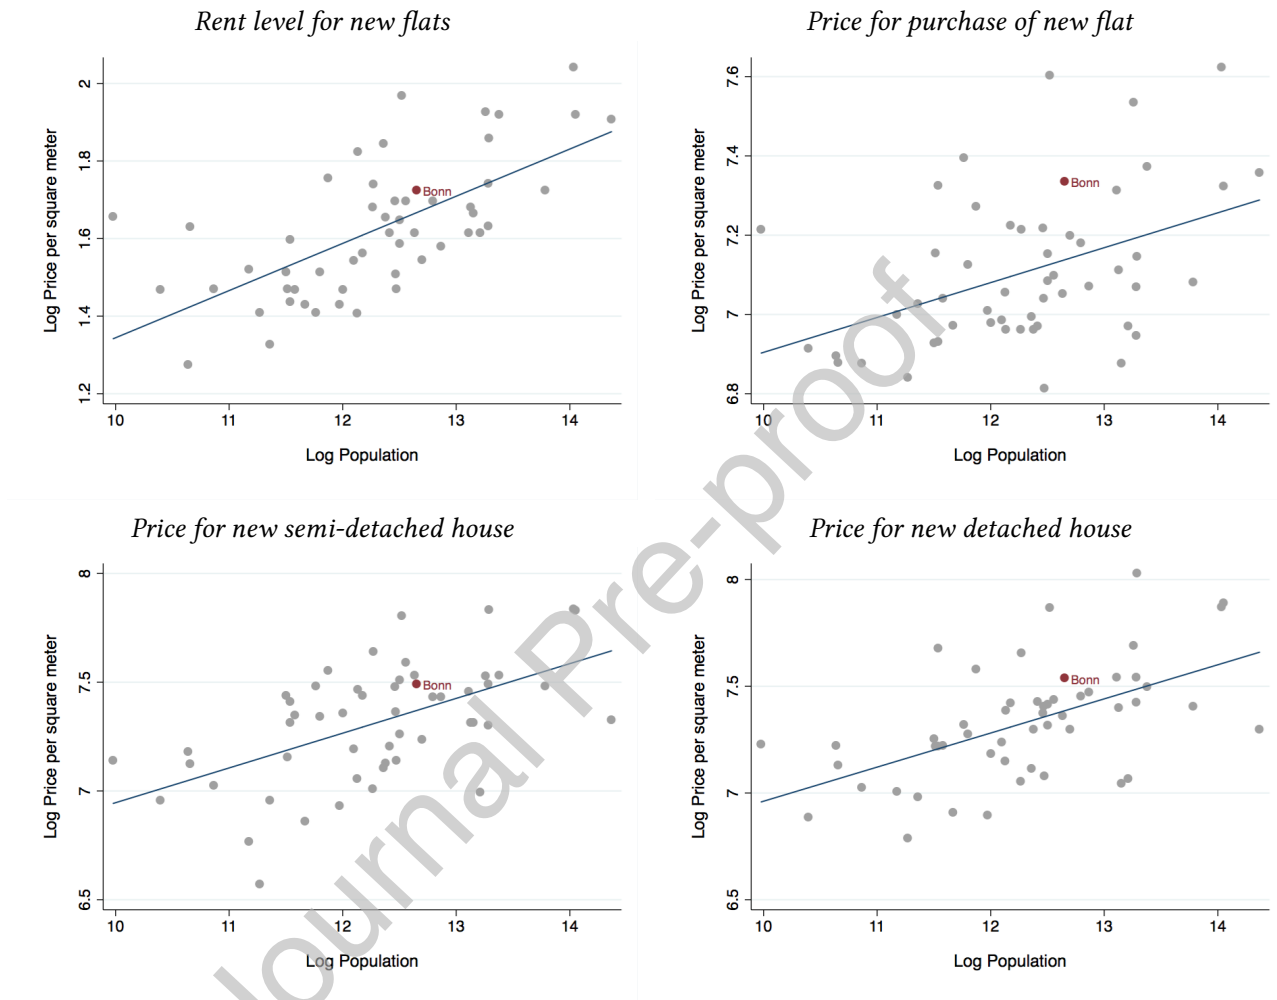 Rent level for new flats
Log Price per square meter
2
1.8
1.6
1.4
1.2
Bonn
10 11 12 13 14
Log Population
Price for purchase of new flat
Log Price per square meter
7.6
7.4
7.2
7
6.8
Bonn
10 11 12 13 14
Log Population
Price for new semi-detached house
Log Price per square meter
8
7.5
7
6.5
Bonn
10 11 12 13 14
Log Population
Price for new detached house
Log Price per square meter
8
7.5
7
6.5
Bonn
10 11 12 13 14
Log Population
Journal Pre-proof